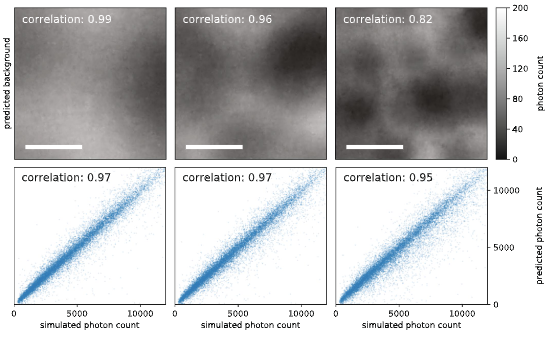 correlation: 0.99
correlation: 0.96
correlation: 0.82
predicted background
200
160
120
80
40
0
photon count
correlation: 0.97
correlation: 0.97
correlation: 0.95
10000
5000
0
predicted photon count
0 5000 10000
0 5000 10000
0 5000 10000
simulated photon count
simulated photon count
simulated photon count